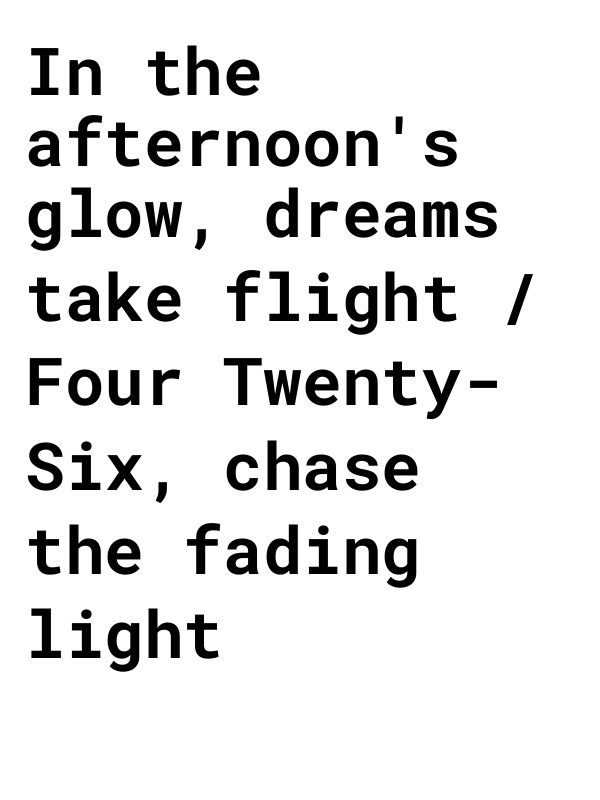 In the
afternoon's
glow, dreams
take flight /
Four Twenty-
Six, chase
the fading
light